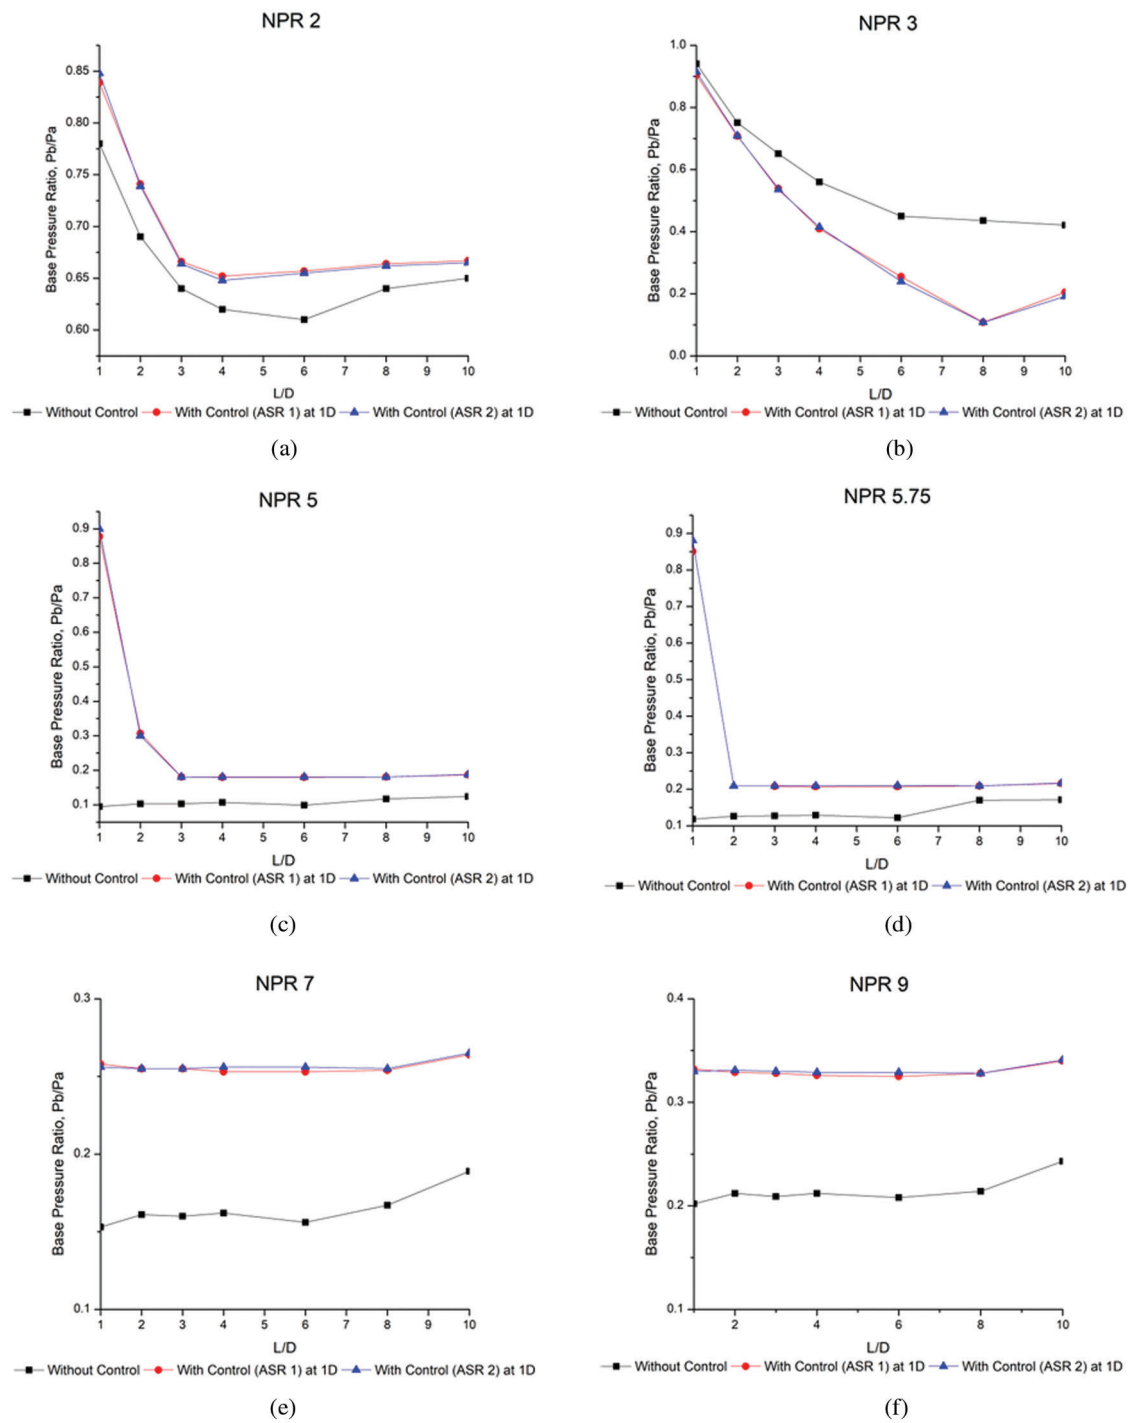 NPR 2
Base Pressure Ratio, Pb/Pa
0.85
0.80
0.75
0.70
0.65
0.60
1 2 3 4 5 6 7 8 9 10
L/D
Without Control With Control (ASR 1) at 1D With Control (ASR 2) at 1D
(a)
NPR 3
Base Pressure Ratio, Pb/Pa
1.0
0.8
0.6
0.4
0.2
0.0
1 2 3 4 5 6 7 8 9 10
L/D
Without Control With Control (ASR 1) at 1D With Control (ASR 2) at 1D
(b)
NPR 5
Base Pressure Ratio, Pb/Pa
0.9
0.8
0.7
0.6
0.5
0.4
0.3
0.2
0.1
1 2 3 4 5 6 7 8 9 10
L/D
Without Control With Control (ASR 1) at 1D With Control (ASR 2) at 1D
(c)
NPR 5.75
Base Pressure Ratio, Pb/Pa
0.9
0.8
0.7
0.6
0.5
0.4
0.3
0.2
0.1
1 2 3 4 5 6 7 8 9 10
L/D
Without Control With Control (ASR 1) at 1D With Control (ASR 2) at 1D
(d)
NPR 7
Base Pressure Ratio, Pb/Pa
0.3
0.2
0.1
1 2 3 4 5 6 7 8 9 10
L/D
Without Control With Control (ASR 1) at 1D With Control (ASR 2) at 1D
(e)
NPR 9
Base Pressure Ratio, Pb/Pa
0.4
0.3
0.2
0.1
2 4 6 8 10
L/D
Without Control With Control (ASR 1) at 1D With Control (ASR 2) at 1D
(f)